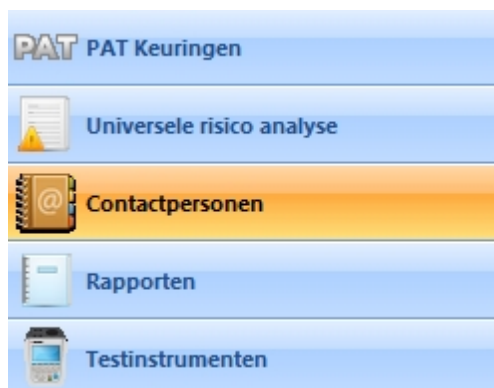 PAT PAT Keuringen
Universele risico analyse
@ Contactpersonen
Rapporten
Testinstrumenten